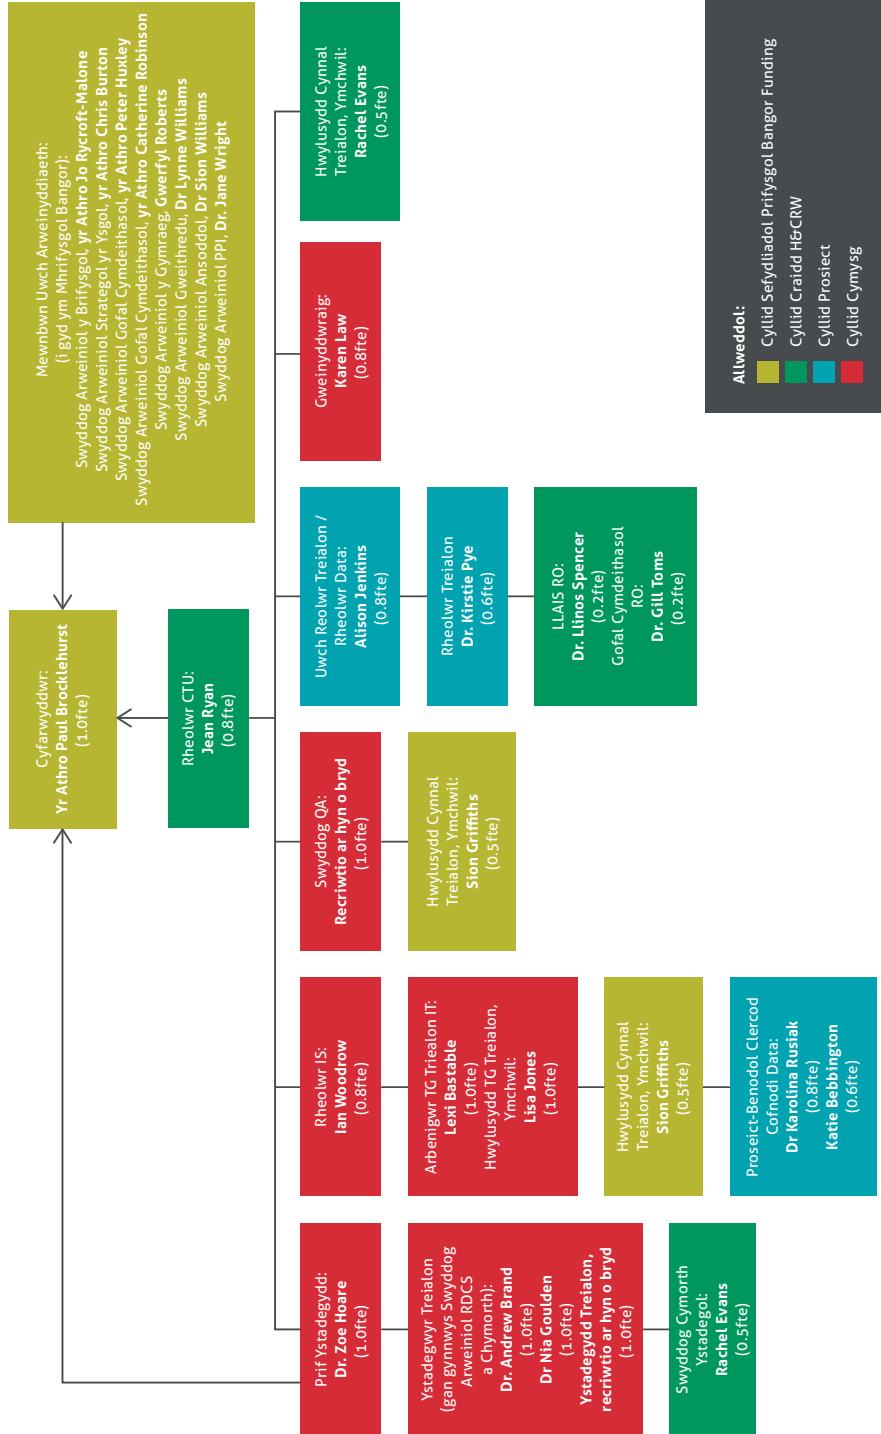 Cyfarwyddwr:
Yr Athro Paul Brocklehurst
(1.0fte)
Mewnbwn Uwch Arweinyddiaeth:
(i gyd ym Mhrifysgol Bangor):
Swyddog Arweiniol y Brifysgol, yr Athro Jo Rycroft-Malone
Swyddog Arweiniol Strategol yr Ysgol, yr Athro Chris Burton
Swyddog Arweiniol Gofal Cymdeithasol, yr Athro Peter Huxley
Swyddog Arweiniol Gofal Cymdeithasol, yr Athro Catherine Robinson
Swyddog Arweiniol y Gymraeg, Gwerfyl Roberts
Swyddog Arweiniol Gweithredu, Dr Lynne Williams
Swyddog Arweiniol Ansoddol, Dr Sion Williams
Swyddog Arweiniol PPI, Dr. Jane Wright
Rheolwr CTU:
Jean Ryan
(0.8fte)
Prif Ystadegydd:
Dr. Zoe Hoare
(1.0fte)
Ystadegwyr Treialon
(gan gynnwys Swyddog
Arweiniol RDCS
a Chymorth):
Dr. Andrew Brand
(1.0fte)
Dr Nia Goulden
(1.0fte)
Ystadegydd Treialon,
recriwtio ar hyn o bryd
(1.0fte)
Swyddog Cymorth
Ystadegol:
Rachel Evans
(0.5fte)
Rheolwr IS:
Ian Woodrow
(0.8fte)
Arbenigwr TG Triealon IT:
Lexi Bastable
(1.0fte)
Hwylusydd TG Treialon,
Ymchwil:
Lisa Jones
(1.0fte)
Hwylusydd Cynnal
Treialon, Ymchwil:
Sion Griffiths
(0.5fte)
Proseict-Benodol Clercod
Cofnodi Data:
Dr Karolina Rusiak
(0.8fte)
Katie Bebbington
(0.6fte)
Swyddog QA:
Recriwtio ar hyn o bryd
(1.0fte)
Hwylusydd Cynnal
Treialon, Ymchwil:
Sion Griffiths
(0.5fte)
Uwch Reolwr Treialon /
Rheolwr Data:
Alison Jenkins
(0.8fte)
Rheolwr Treialon
Dr. Kirstie Pye
(0.6fte)
LLAIS RO:
Dr. Llinos Spencer
(0.2fte)
Gofal Cymdeithasol
RO:
Dr. Gill Toms
(0.2fte)
Gweinyddwraig:
Karen Law
(0.8fte)
Hwylusydd Cynnal
Treialon, Ymchwil:
Rachel Evans
(0.5fte)
Allweddol:
Cyllid Sefydliadol Prifysgol Bangor Funding
Cyllid Craidd H&CRW
Cyllid Prosiect
Cyllid Cymysg